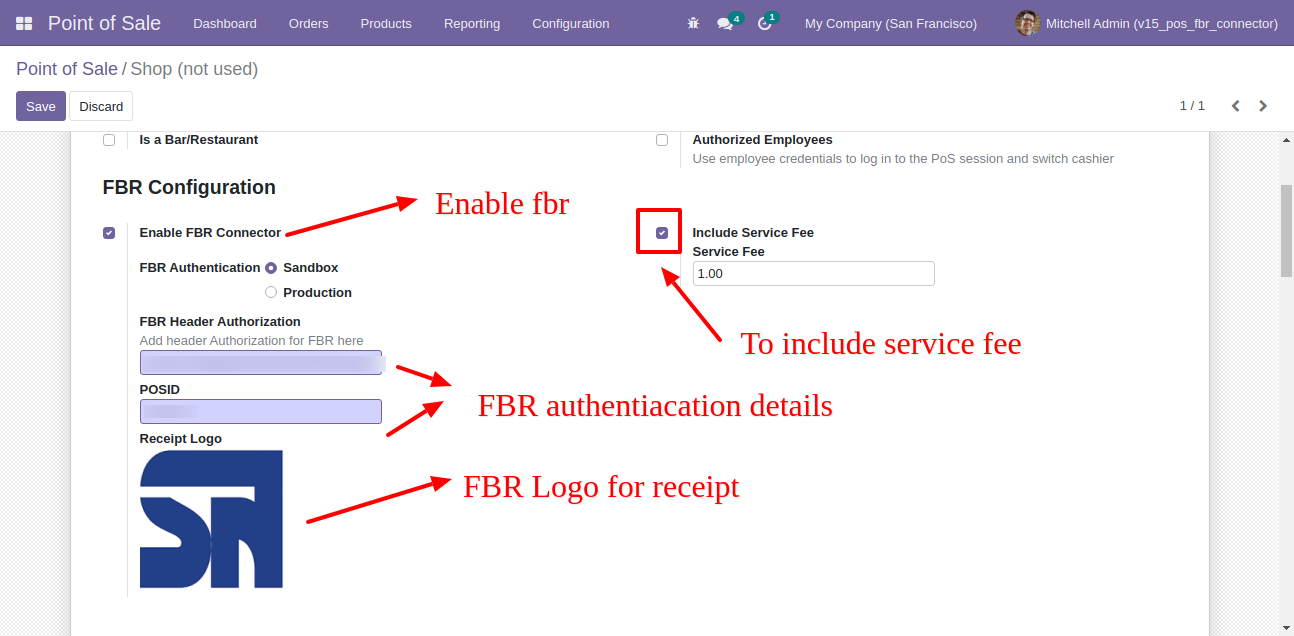 Point of Sale Dashboard Orders Products Reporting Configuration 4 1 My Company (San Francisco) Mitchell Admin (v15_pos_fbr_connector)
Point of Sale / Shop (not used)
Save Discard 1 / 1
Is a Bar/Restaurant
Authorized Employees
Use employee credentials to log in to the PoS session and switch cashier
FBR Configuration
Enable fbr
Enable FBR Connector
Include Service Fee
Service Fee
1.00
FBR Authentication Sandbox
Production
FBR Header Authorization
Add header Authorization for FBR here
To include service fee
POSID
FBR authentiacation details
Receipt Logo
FBR Logo for receipt